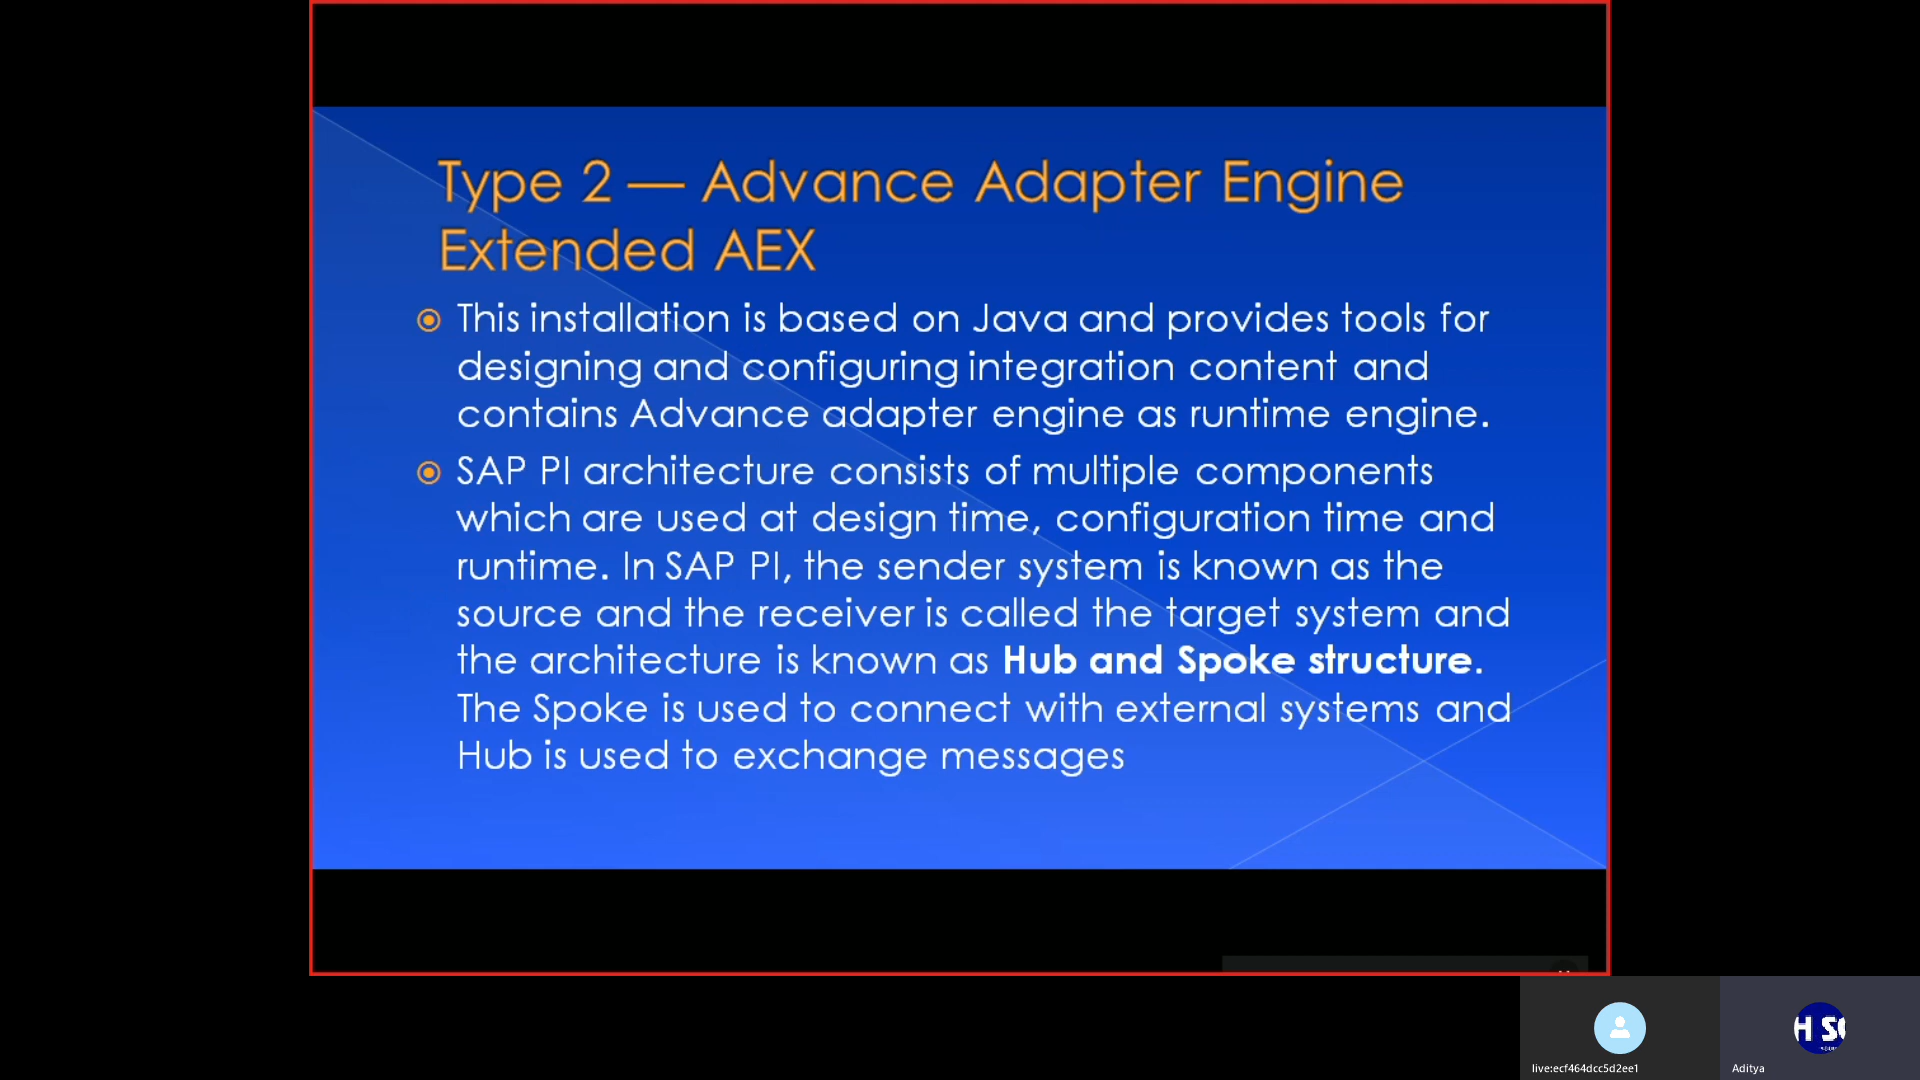 Type 2 — Advance Adapter Engine
Extended AEX
This installation is based on Java and provides tools for
designing and configuring integration content and
contains Advance adapter engine as runtime engine.
SAP PI architecture consists of multiple components
which are used at design time, configuration time and
runtime. In SAP PI, the sender system is known as the
source and the receiver is called the target system and
the architecture is known as Hub and Spoke structure.
The Spoke is used to connect with external systems and
Hub is used to exchange messages
live:ecf464dcc5d2ee1
Aditya